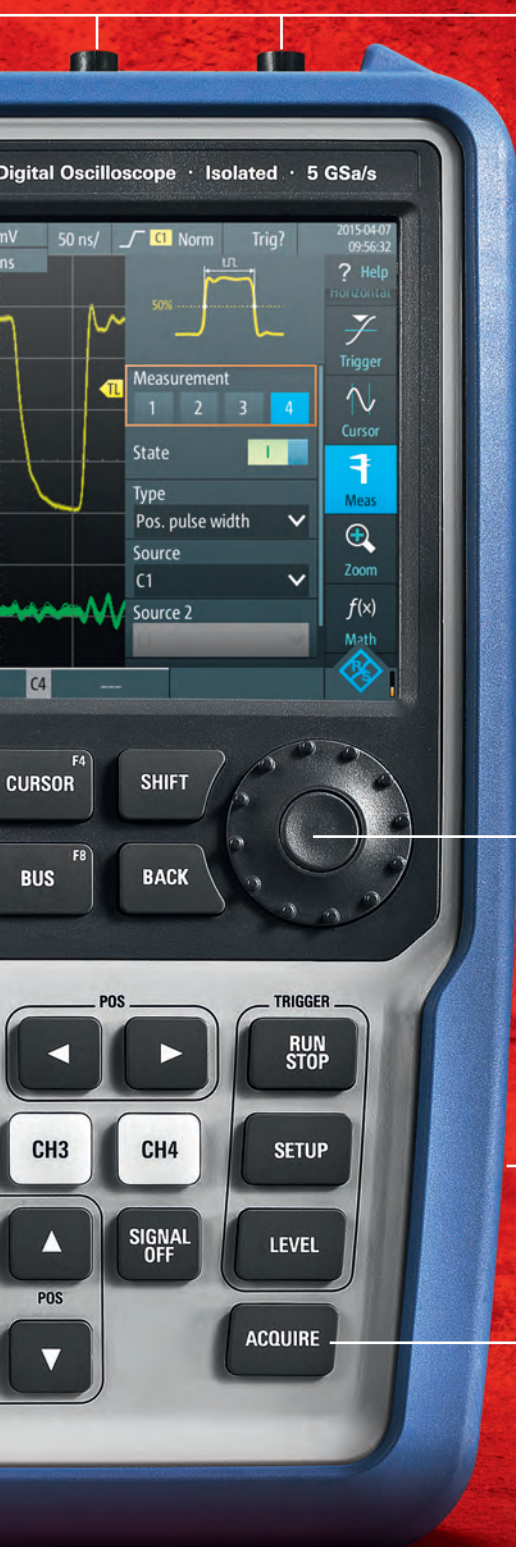 Digital Oscilloscope · Isolated · 5 GSa/s
mV 50 ns/ C1 Norm Trig? 2015-04-07
09:56:32
ns
? Help
Horizontal
50%
Trigger
TL
Measurement
1 2 3 4
Cursor
State I
Meas
Type
Pos. pulse width
Zoom
Source
C1
f(x)
Math
Source 2
R S
C4 ---
F4
CURSOR SHIFT
F8
BUS BACK
POS TRIGGER
RUN
STOP
CH3 CH4 SETUP
SIGNAL
OFF
LEVEL
POS
ACQUIRE